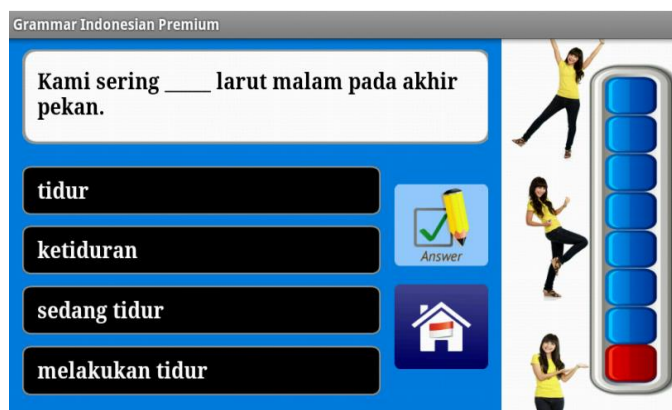 Grammar Indonesian Premium
Kami sering _____ larut malam pada akhir
pekan.
tidur
ketiduran
sedang tidur
melakukan tidur
Answer